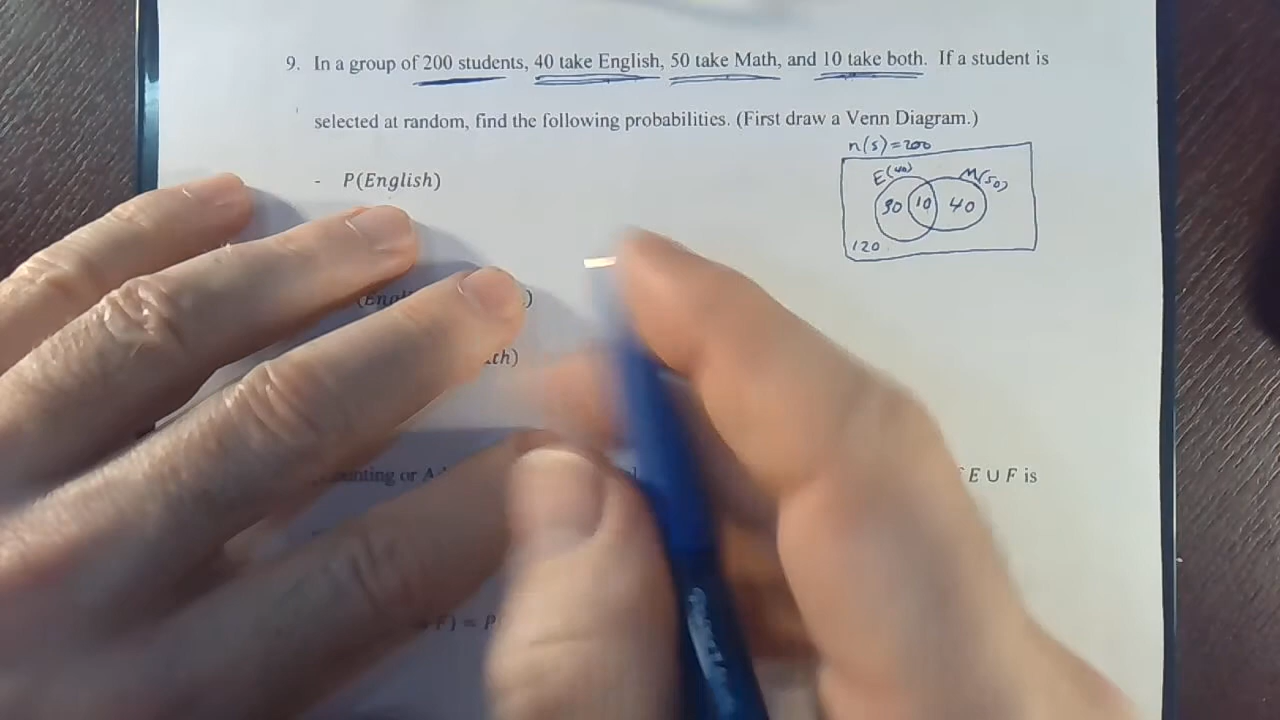 9. In a group of 200 students, 40 take English, 50 take Math, and 10 take both. If a student is
selected at random, find the following probabilities. (First draw a Venn Diagram.)
n(s)=200
E(40) M(50)
30 10 40
120
- P(English)
or
E ∪ F is
F) = P